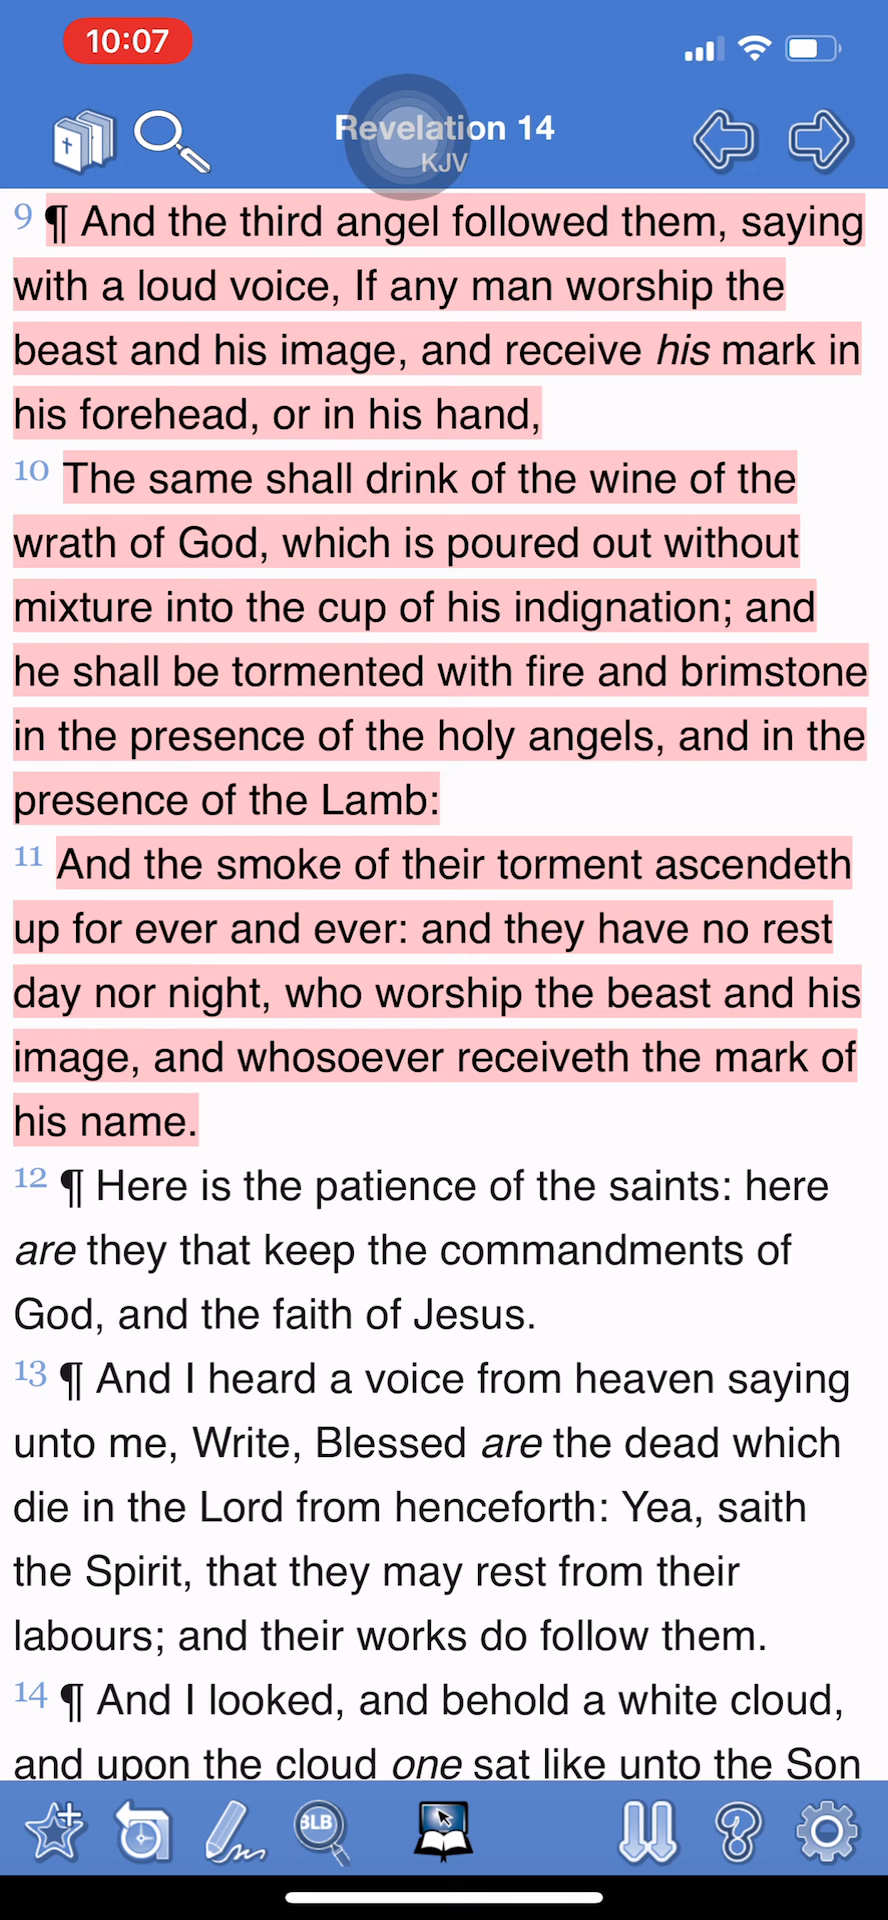 10:07
Revelation 14
KJV
9 ¶ And the third angel followed them, saying
with a loud voice, If any man worship the
beast and his image, and receive his mark in
his forehead, or in his hand,
10 The same shall drink of the wine of the
wrath of God, which is poured out without
mixture into the cup of his indignation; and
he shall be tormented with fire and brimstone
in the presence of the holy angels, and in the
presence of the Lamb:
11 And the smoke of their torment ascendeth
up for ever and ever: and they have no rest
day nor night, who worship the beast and his
image, and whosoever receiveth the mark of
his name.
12 ¶ Here is the patience of the saints: here
are they that keep the commandments of
God, and the faith of Jesus.
13 ¶ And I heard a voice from heaven saying
unto me, Write, Blessed are the dead which
die in the Lord from henceforth: Yea, saith
the Spirit, that they may rest from their
labours; and their works do follow them.
14 ¶ And I looked, and behold a white cloud,
and upon the cloud one sat like unto the Son
BLB